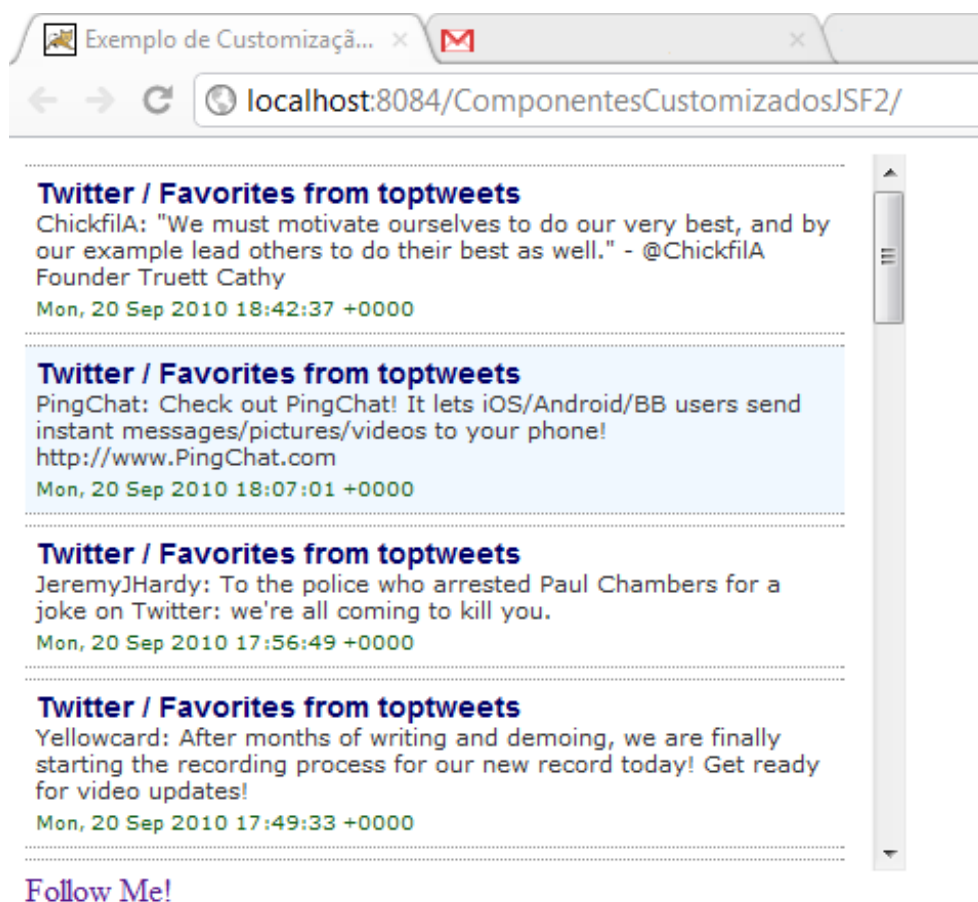 Exemplo de Customizaçã...
localhost:8084/ComponentesCustomizadosJSF2/
Twitter / Favorites from toptweets
ChickfilA: "We must motivate ourselves to do our very best, and by
our example lead others to do their best as well." - @ChickfilA
Founder Truett Cathy
Mon, 20 Sep 2010 18:42:37 +0000
Twitter / Favorites from toptweets
PingChat: Check out PingChat! It lets iOS/Android/BB users send
instant messages/pictures/videos to your phone!
http://www.PingChat.com
Mon, 20 Sep 2010 18:07:01 +0000
Twitter / Favorites from toptweets
JeremyJHardy: To the police who arrested Paul Chambers for a
joke on Twitter: we're all coming to kill you.
Mon, 20 Sep 2010 17:56:49 +0000
Twitter / Favorites from toptweets
Yellowcard: After months of writing and demoing, we are finally
starting the recording process for our new record today! Get ready
for video updates!
Mon, 20 Sep 2010 17:49:33 +0000
Follow Me!